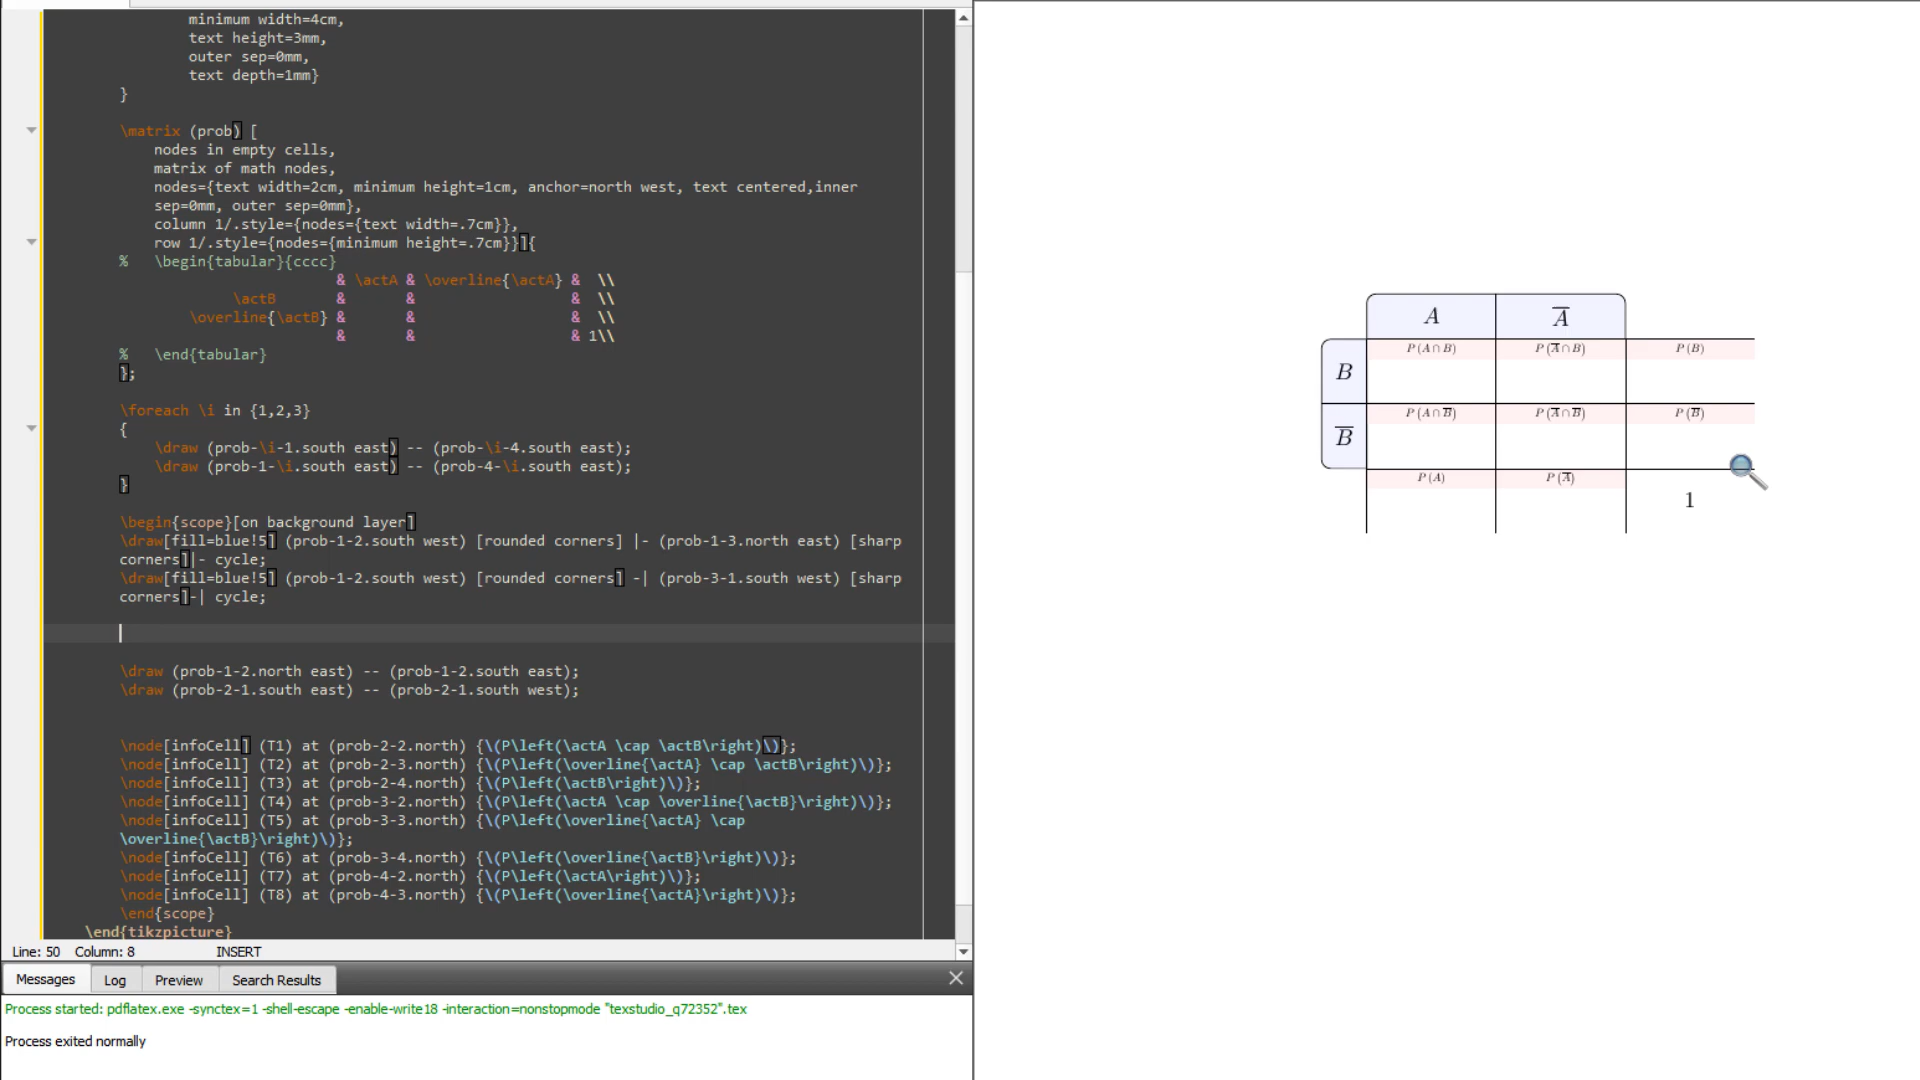 minimum width=4cm,
text height=3mm,
outer sep=0mm,
text depth=1mm}
}
\matrix (prob) [
nodes in empty cells,
matrix of math nodes,
nodes={text width=2cm, minimum height=1cm, anchor=north west, text centered,inner
sep=0mm, outer sep=0mm},
column 1/.style={nodes={text width=.7cm}},
row 1/.style={nodes={minimum height=.7cm}}]{
% \begin{tabular}{cccc}
& \actA & \overline{\actA} & \\
\actB & & & \\
\overline{\actB} & & & \\
& & & 1\\
% \end{tabular}
};
\foreach \i in {1,2,3}
{
\draw (prob-\i-1.south east) -- (prob-\i-4.south east);
\draw (prob-1-\i.south east) -- (prob-4-\i.south east);
}
\begin{scope}[on background layer]
\draw[fill=blue!5] (prob-1-2.south west) [rounded corners] |- (prob-1-3.north east) [sharp
corners]|- cycle;
\draw[fill=blue!5] (prob-1-2.south west) [rounded corners] -| (prob-3-1.south west) [sharp
corners]-| cycle;
\draw (prob-1-2.north east) -- (prob-1-2.south east);
\draw (prob-2-1.south east) -- (prob-2-1.south west);
\node[infoCell] (T1) at (prob-2-2.north) {\(P\left(\actA \cap \actB\right)\)};
\node[infoCell] (T2) at (prob-2-3.north) {\(P\left(\overline{\actA} \cap \actB\right)\)};
\node[infoCell] (T3) at (prob-2-4.north) {\(P\left(\actB\right)\)};
\node[infoCell] (T4) at (prob-3-2.north) {\(P\left(\actA \cap \overline{\actB}\right)\)};
\node[infoCell] (T5) at (prob-3-3.north) {\(P\left(\overline{\actA} \cap
\overline{\actB}\right)\)};
\node[infoCell] (T6) at (prob-3-4.north) {\(P\left(\overline{\actB}\right)\)};
\node[infoCell] (T7) at (prob-4-2.north) {\(P\left(\actA\right)\)};
\node[infoCell] (T8) at (prob-4-3.north) {\(P\left(\overline{\actA}\right)\)};
\end{scope}
\end{tikzpicture}
Line: 50 Column: 8 INSERT
Messages Log Preview Search Results
Process started: pdflatex.exe -synctex=1 -shell-escape -enable-write18 -interaction=nonstopmode "texstudio_q72352".tex
Process exited normally
A A̅
P(A∩B) P(A̅∩B) P(B)
B
P(A∩B̅) P(A̅∩B̅) P(B̅)
B̅
P(A) P(A̅)
1